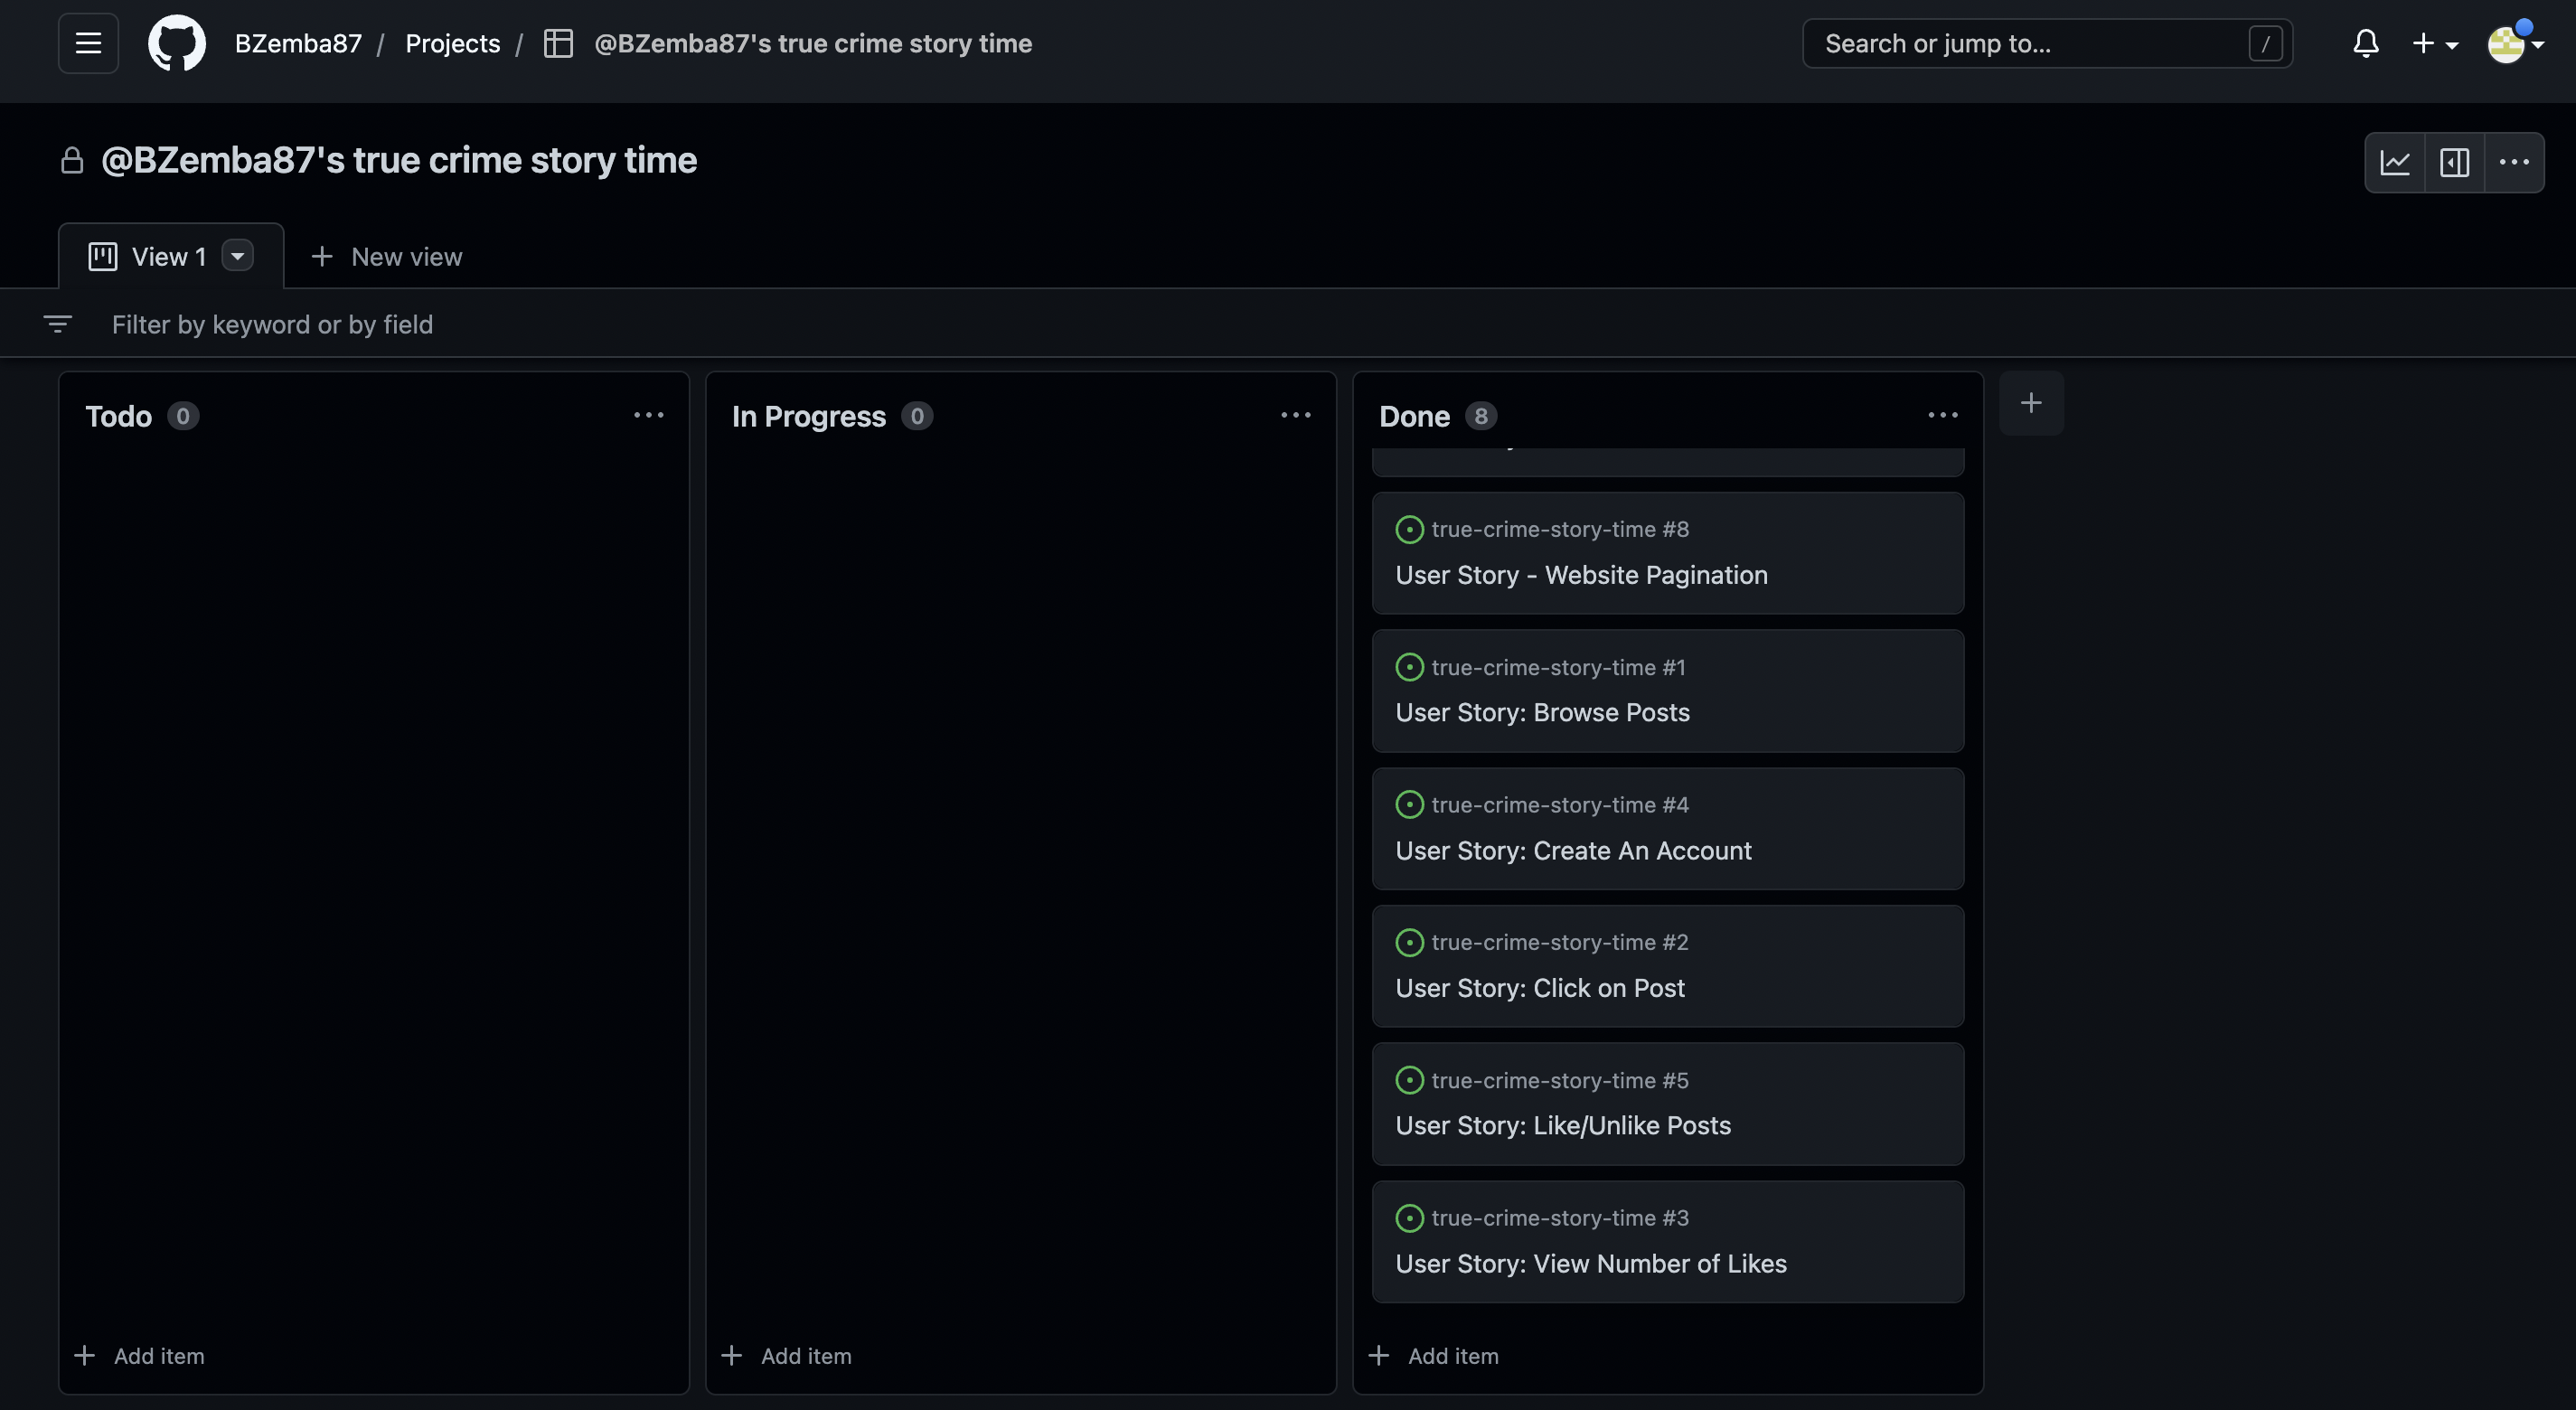 BZemba87 / Projects / @BZemba87's true crime story time
Search or jump to... /
@BZemba87's true crime story time
View 1
New view
Filter by keyword or by field
Todo 0
In Progress 0
Done 8
true-crime-story-time #8
User Story - Website Pagination
true-crime-story-time #1
User Story: Browse Posts
true-crime-story-time #4
User Story: Create An Account
true-crime-story-time #2
User Story: Click on Post
true-crime-story-time #5
User Story: Like/Unlike Posts
true-crime-story-time #3
User Story: View Number of Likes
Add item
Add item
Add item